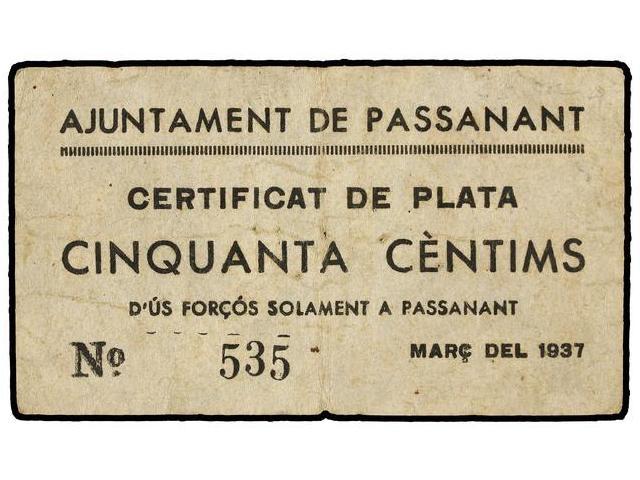 AJUNTAMENT DE PASSANANT
CERTIFICAT DE PLATA
CINQUANTA CÈNTIMS
D'ÚS FORÇÓS SOLAMENT A PASSANANT
Nº 535 MARÇ DEL 1937